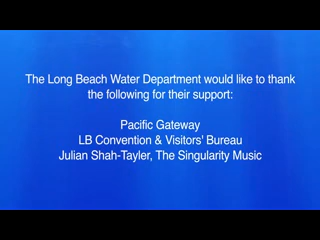 The Long Beach Water Department would like to thank
the following for their support:
Pacific Gateway
LB Convention & Visitors' Bureau
Julian Shah-Tayler, The Singularity Music